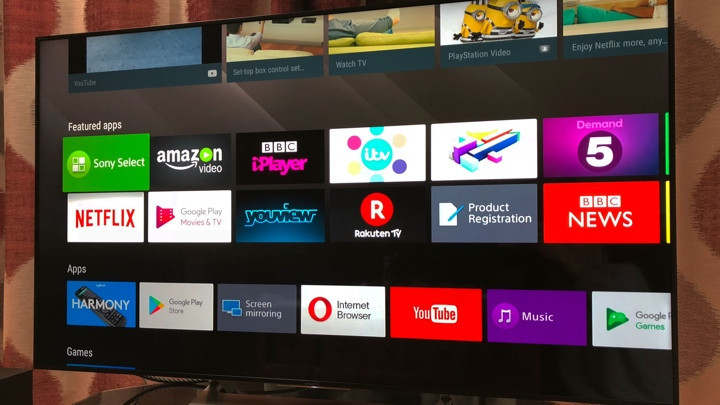 YouTube
Set-top box control set...
Watch TV
PlayStation Video
Enjoy Netflix more, any...
Featured apps
Sony Select
amazon
video
BBC
iPlayer
itv
Demand
5
NETFLIX
Google Play
Movies & TV
youview
R
Rakuten TV
Product
Registration
BBC
NEWS
Apps
HARMONY
Google Play
Store
Screen
mirroring
Internet
Browser
YouTube
Music
Google P
Games
Games